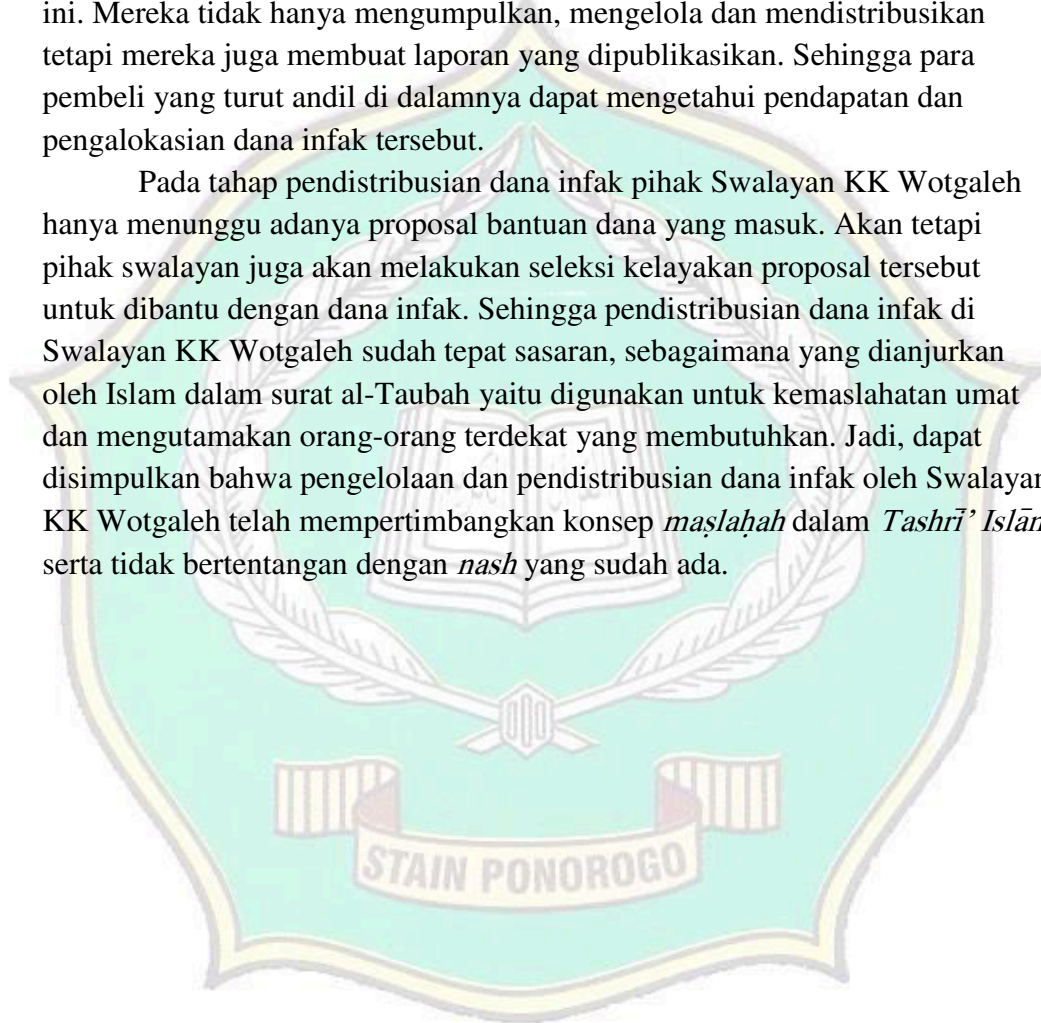 ini. Mereka tidak hanya mengumpulkan, mengelola dan mendistribusikan
tetapi mereka juga membuat laporan yang dipublikasikan. Sehingga para
pembeli yang turut andil di dalamnya dapat mengetahui pendapatan dan
pengalokasian dana infak tersebut.
Pada tahap pendistribusian dana infak pihak Swalayan KK Wotgaleh
hanya menunggu adanya proposal bantuan dana yang masuk. Akan tetapi
pihak swalayan juga akan melakukan seleksi kelayakan proposal tersebut
untuk dibantu dengan dana infak. Sehingga pendistribusian dana infak di
Swalayan KK Wotgaleh sudah tepat sasaran, sebagaimana yang dianjurkan
oleh Islam dalam surat al-Taubah yaitu digunakan untuk kemaslahatan umat
dan mengutamakan orang-orang terdekat yang membutuhkan. Jadi, dapat
disimpulkan bahwa pengelolaan dan pendistribusian dana infak oleh Swalayan
KK Wotgaleh telah mempertimbangkan konsep maṣlaḥah dalam Tashrī’
serta tidak bertentangan dengan nash yang sudah ada.
STAIN PONOROGO